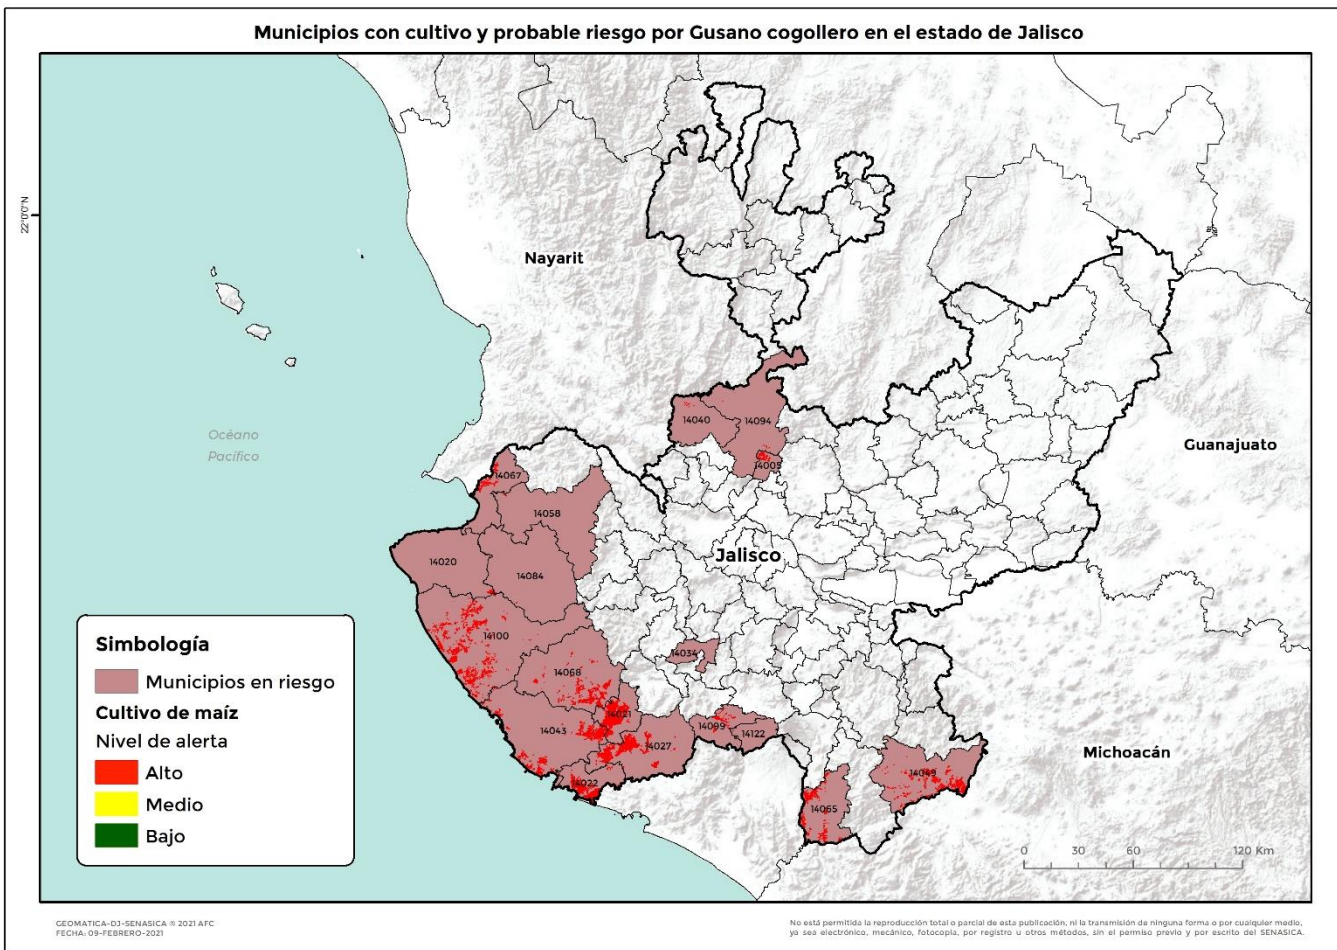 Municipios con cultivo y probable riesgo por Gusano cogollero en el estado de Jalisco
22°0'0"N
Nayarit
Océano
Pacífico
Guanajuato
Jalisco
Michoacán
14040
14094
14005
14067
14058
14020
14084
14100
14034
14068
14021
14043
14027
14099
14122
14022
14049
14065
Simbología
Municipios en riesgo
Cultivo de maíz
Nivel de alerta
Alto
Medio
Bajo
0 30 60 120 Km
GEOMATICA-DJ-SENASICA ® 2021 AFC
FECHA: 09-FEBRERO-2021
No está permitida la reproducción total o parcial de esta publicación, ni la transmisión de ninguna forma o por cualquier medio,
ya sea electrónico, mecánico, fotocopia, por registro u otros métodos, sin el permiso previo y por escrito del SENASICA.